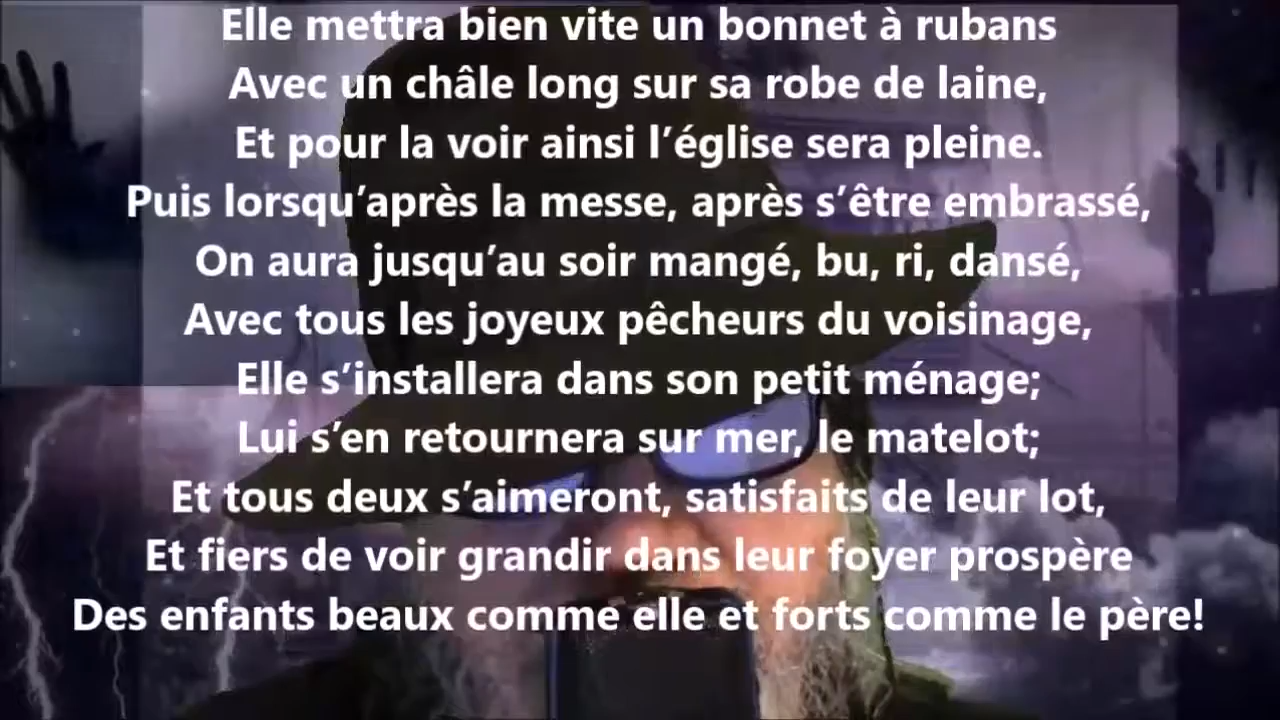 Elle mettra bien vite un bonnet à rubans
Avec un châle long sur sa robe de laine,
Et pour la voir ainsi l’église sera pleine.
Puis lorsqu’après la messe, après s’être embrassé,
On aura jusqu’au soir mangé, bu, ri, dansé,
Avec tous les joyeux pêcheurs du voisinage,
Elle s’installera dans son petit ménage;
Lui s’en retournera sur mer, le matelot;
Et tous deux s’aimeront, satisfaits de leur lot,
Et fiers de voir grandir dans leur foyer prospère
Des enfants beaux comme elle et forts comme le père!